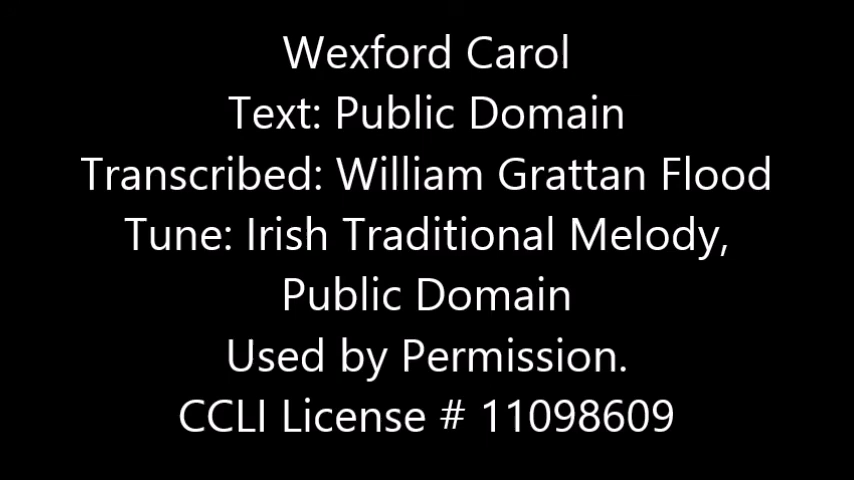 Wexford Carol
Text: Public Domain
Transcribed: William Grattan Flood
Tune: Irish Traditional Melody,
Public Domain
Used by Permission.
CCLI License # 11098609